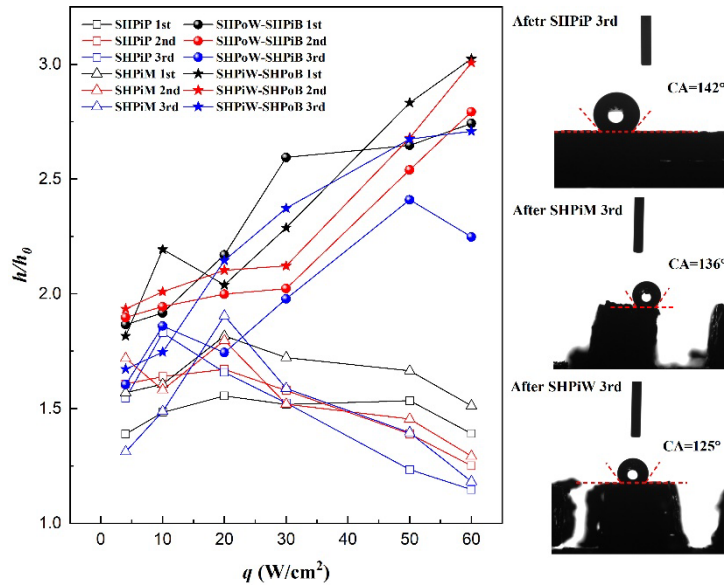 SHPiP 1st SHPoW-SHPiB 1st
SHPiP 2nd SHPoW-SHPiB 2nd
SHPiP 3rd SHPoW-SHPiB 3rd
SHPiM 1st SHPiW-SHPoB 1st
SHPiM 2nd SHPiW-SHPoB 2nd
SHPiM 3rd SHPiW-SHPoB 3rd
3.0
2.5
2.0
1.5
1.0
h/h₀
0 10 20 30 40 50 60
q (W/cm²)
Afetr SHPiP 3rd
CA=142°
After SHPiM 3rd
CA=136°
After SHPiW 3rd
CA=125°